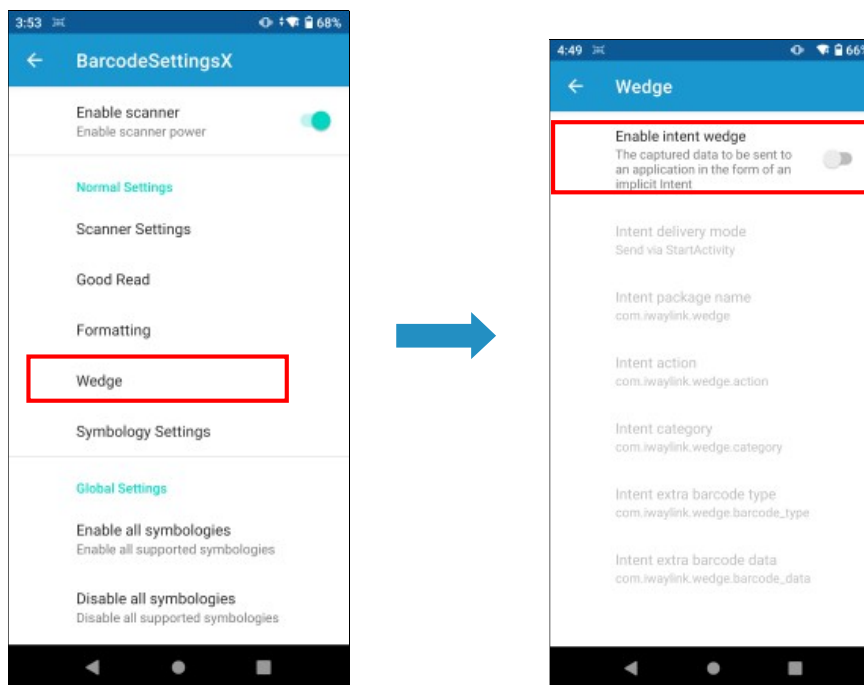 3:53 68%
BarcodeSettingsX
Enable scanner
Enable scanner power
Normal Settings
Scanner Settings
Good Read
Formatting
Wedge
Symbology Settings
Global Settings
Enable all symbologies
Enable all supported symbologies
Disable all symbologies
Disable all supported symbologies
4:49 66%
Wedge
Enable intent wedge
The captured data to be sent to
an application in the form of an
implicit Intent
Intent delivery mode
Send via StartActivity
Intent package name
com.iwaylink.wedge
Intent action
com.iwaylink.wedge.action
Intent category
com.iwaylink.wedge.category
Intent extra barcode type
com.iwaylink.wedge.barcode_type
Intent extra barcode data
com.iwaylink.wedge.barcode_data